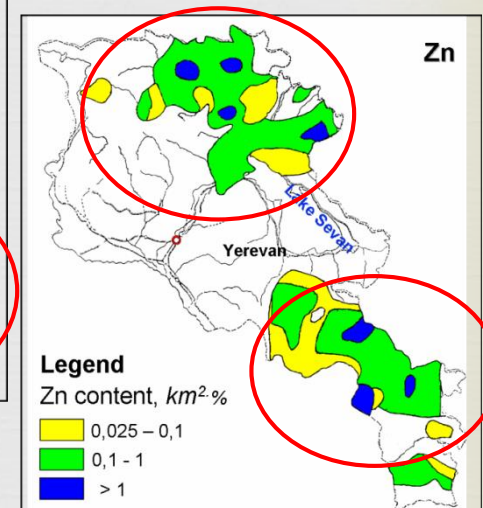 Zn
Lake Sevan
Yerevan
Legend
Zn content, km²·%
0,025 – 0,1
0,1 - 1
> 1